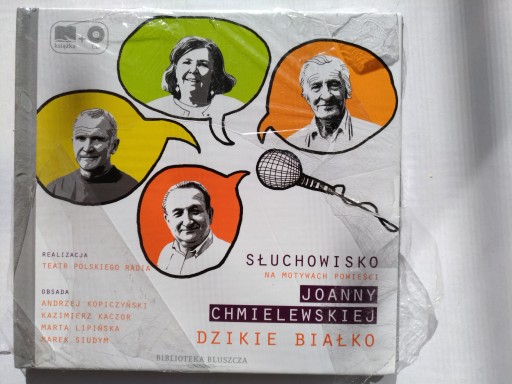 książka + CD
SŁUCHOWISKO
NA MOTYWACH POWIEŚCI
JOANNY
CHMIELEWSKIEJ
DZIKIE BIAŁKO
REALIZACJA
TEATR POLSKIEGO RADIA
OBSADA
ANDRZEJ KOPICZYŃSKI
KAZIMIERZ KACZOR
MARTA LIPIŃSKA
MAREK SIUDYM
BIBLIOTEKA BLUSZCZA